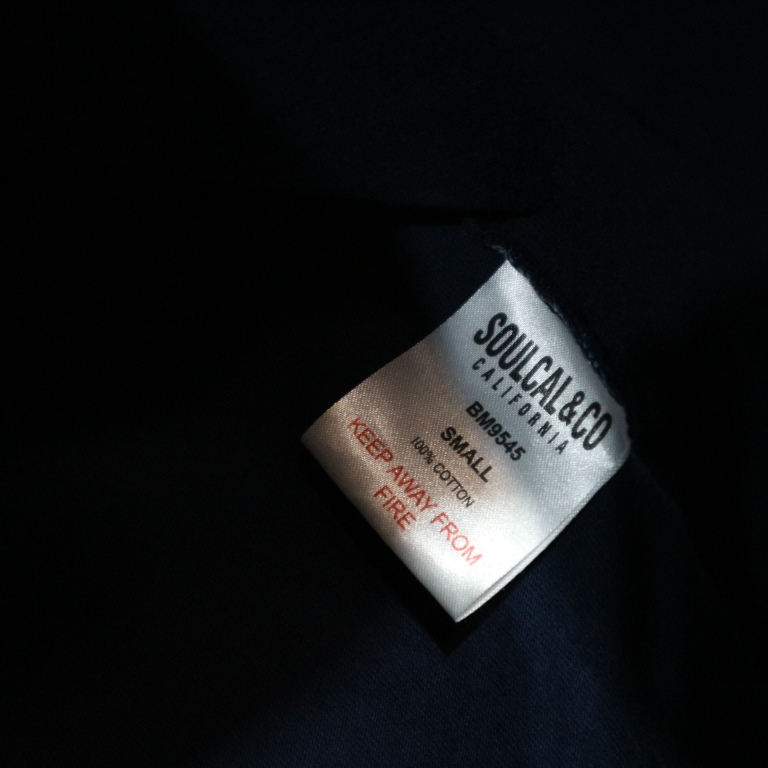 SOULCAL&CO
CALIFORNIA
BM9545
SMALL
100% COTTON
KEEP AWAY FROM
FIRE